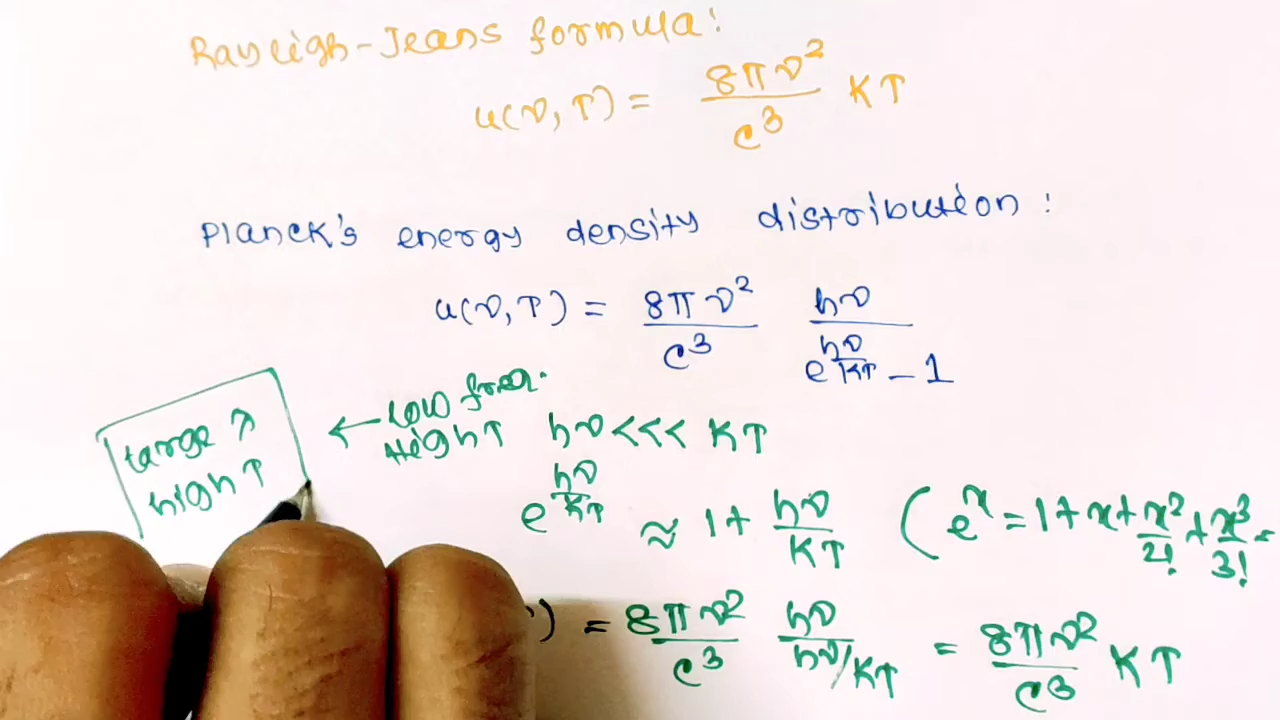 Rayleigh-Jeans formula:
u(ν, T) = 8πν²/c³ KT
Planck's energy density distribution:
u(ν, T) = 8πν²/c³ hν/(e^(hν/KT) - 1)
← Low freq.
Height hν <<< KT
large λ
high T
e^(hν/KT) ≈ 1 + hν/KT (e^x = 1 + x + x²/2! + x³/3! =
) = 8πν²/c³ hν/(hν/KT) = 8πν²/c³ KT